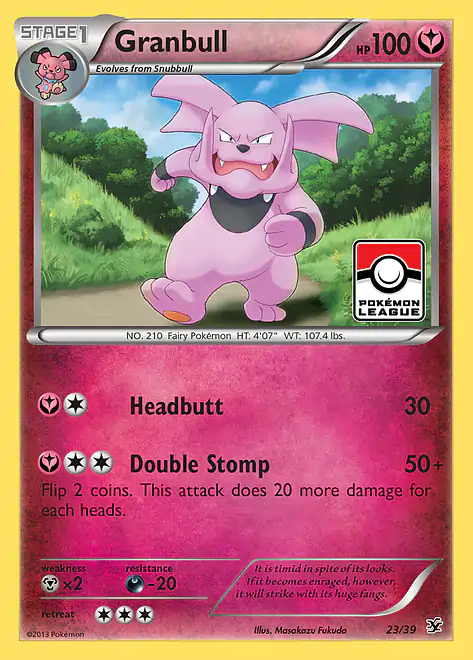 STAGE1
Granbull
HP 100
Evolves from Snubbull
POKÉMON
LEAGUE
NO. 210 Fairy Pokémon HT: 4'07" WT: 107.4 lbs.
Headbutt 30
Double Stomp 50+
Flip 2 coins. This attack does 20 more damage for
each heads.
weakness resistance
×2 -20
It is timid in spite of its looks.
If it becomes enraged, however,
it will strike with its huge fangs.
retreat
©2013 Pokémon
Illus. Masakazu Fukuda
23/39